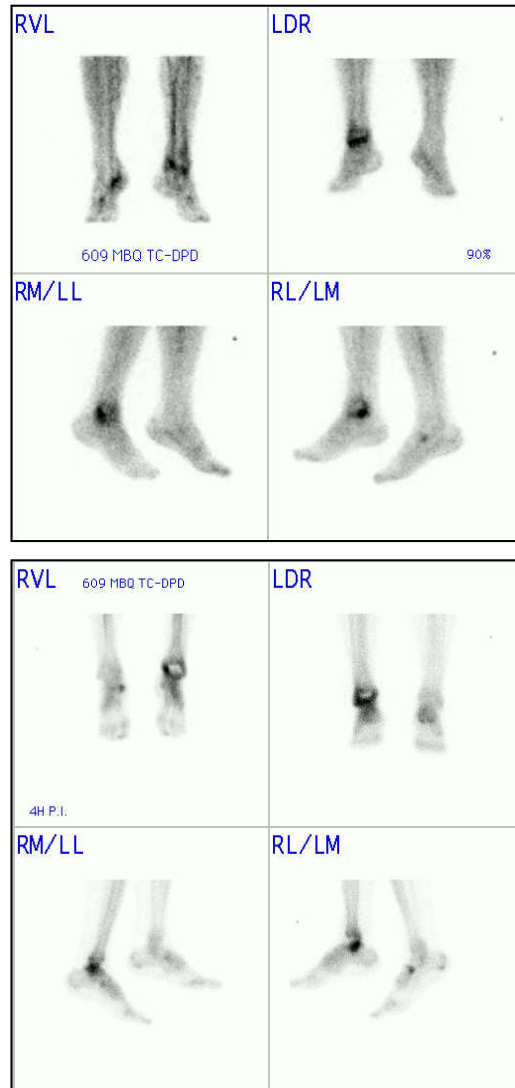 RVL
LDR
609 MBQ TC-DPD
90%
RM/LL
RL/LM
RVL
609 MBQ TC-DPD
LDR
4H P.I.
RM/LL
RL/LM